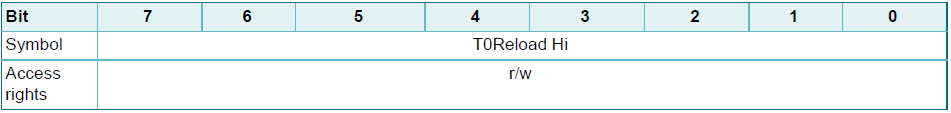 Bit 7 6 5 4 3 2 1 0
Symbol T0Reload Hi
Access r/w
rights